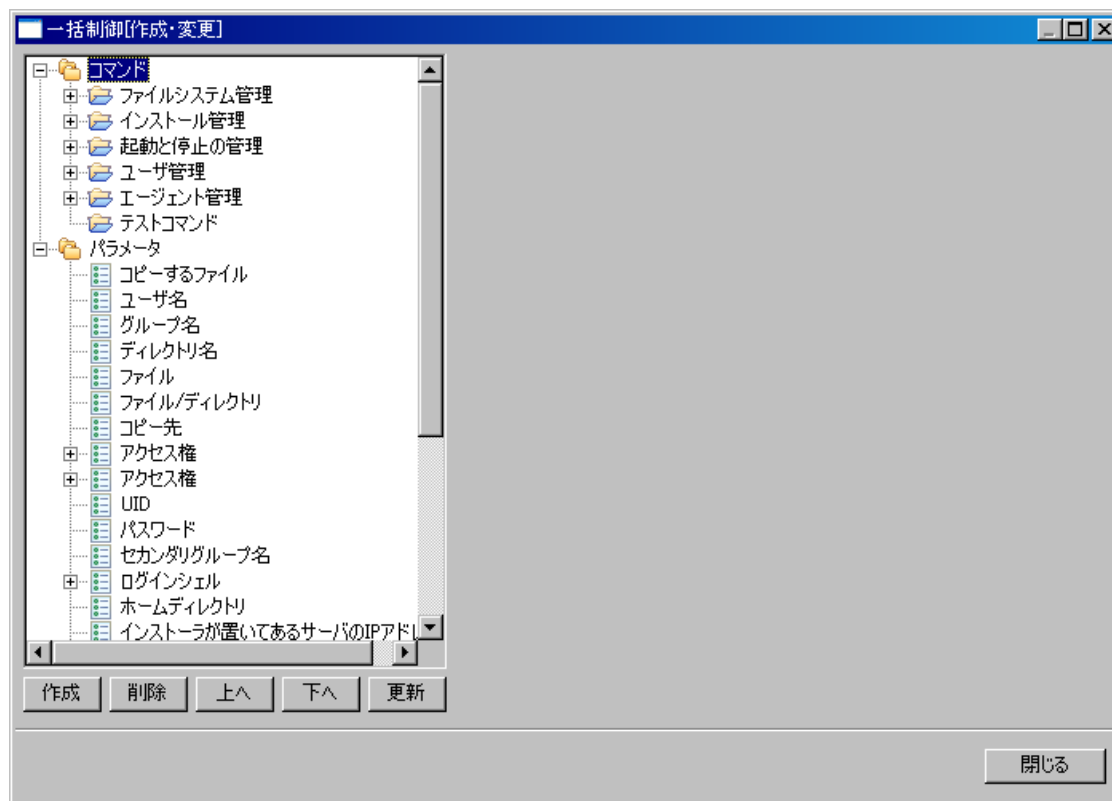 一括制御[作成・変更]
コマンド
ファイルシステム管理
インストール管理
起動と停止の管理
ユーザ管理
エージェント管理
テストコマンド
パラメータ
コピーするファイル
ユーザ名
グループ名
ディレクトリ名
ファイル
ファイル/ディレクトリ
コピー先
アクセス権
アクセス権
UID
パスワード
セカンダリグループ名
ログインシェル
ホームディレクトリ
インストーラが置いてあるサーバのIPアドレ
作成 削除 上へ 下へ 更新
閉じる